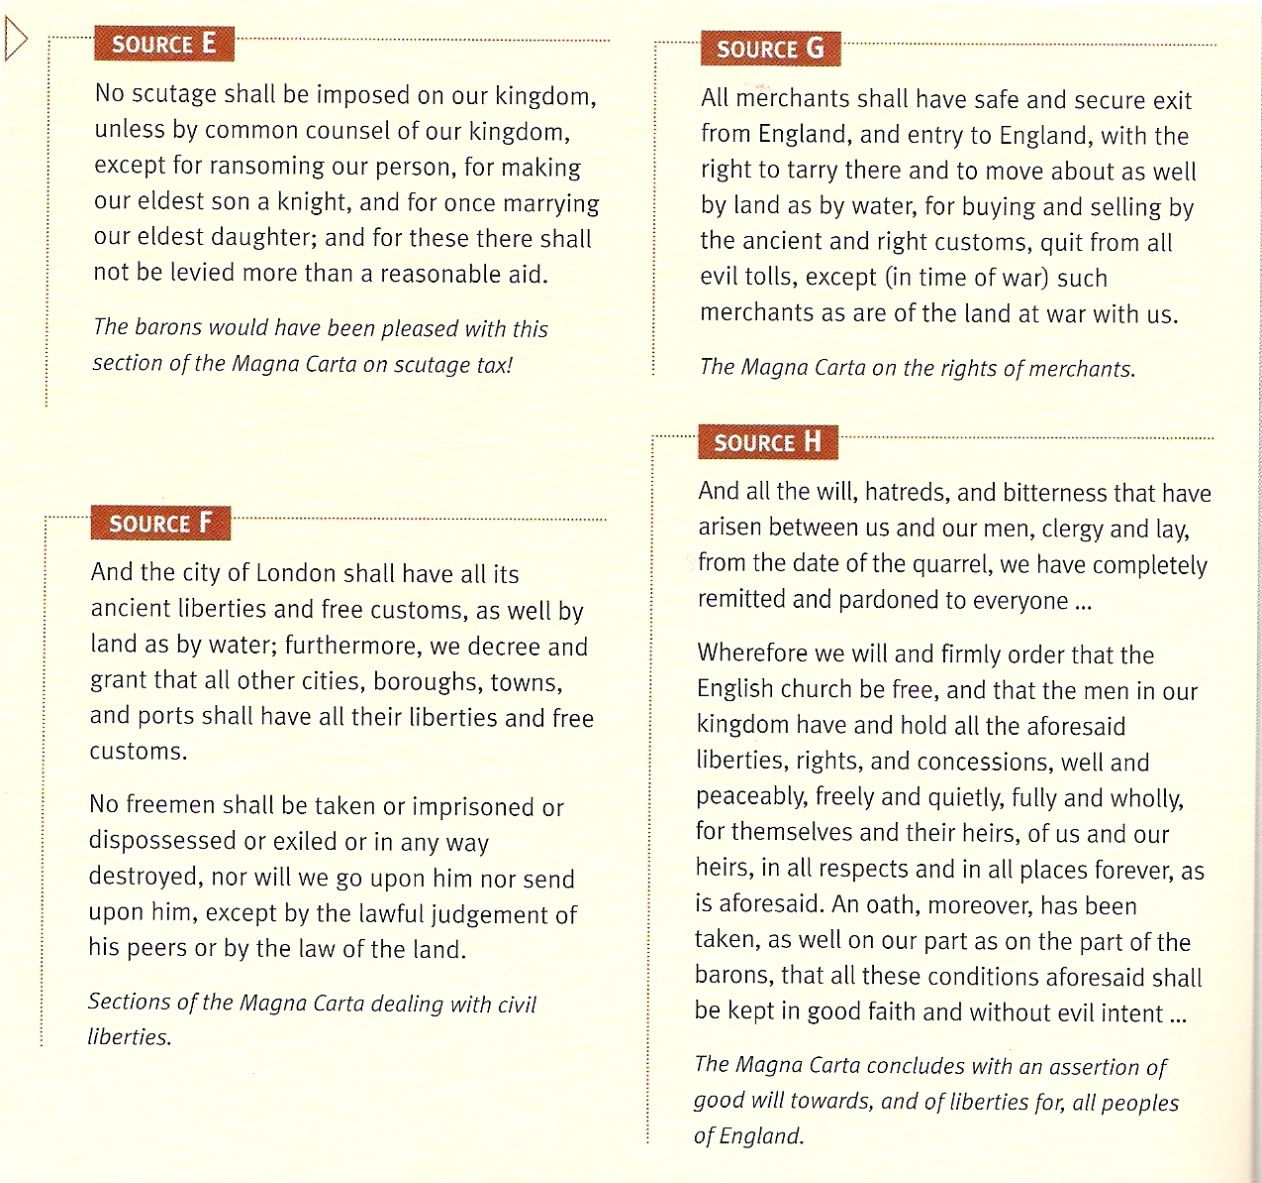 SOURCE E
No scutage shall be imposed on our kingdom,
unless by common counsel of our kingdom,
except for ransoming our person, for making
our eldest son a knight, and for once marrying
our eldest daughter; and for these there shall
not be levied more than a reasonable aid.
The barons would have been pleased with this
section of the Magna Carta on scutage tax!
SOURCE F
And the city of London shall have all its
ancient liberties and free customs, as well by
land as by water; furthermore, we decree and
grant that all other cities, boroughs, towns,
and ports shall have all their liberties and free
customs.
No freemen shall be taken or imprisoned or
dispossessed or exiled or in any way
destroyed, nor will we go upon him nor send
upon him, except by the lawful judgement of
his peers or by the law of the land.
Sections of the Magna Carta dealing with civil
liberties.
SOURCE G
All merchants shall have safe and secure exit
from England, and entry to England, with the
right to tarry there and to move about as well
by land as by water, for buying and selling by
the ancient and right customs, quit from all
evil tolls, except (in time of war) such
merchants as are of the land at war with us.
The Magna Carta on the rights of merchants.
SOURCE H
And all the will, hatreds, and bitterness that have
arisen between us and our men, clergy and lay,
from the date of the quarrel, we have completely
remitted and pardoned to everyone ...
Wherefore we will and firmly order that the
English church be free, and that the men in our
kingdom have and hold all the aforesaid
liberties, rights, and concessions, well and
peaceably, freely and quietly, fully and wholly,
for themselves and their heirs, of us and our
heirs, in all respects and in all places forever, as
is aforesaid. An oath, moreover, has been
taken, as well on our part as on the part of the
barons, that all these conditions aforesaid shall
be kept in good faith and without evil intent ...
The Magna Carta concludes with an assertion of
good will towards, and of liberties for, all peoples
of England.